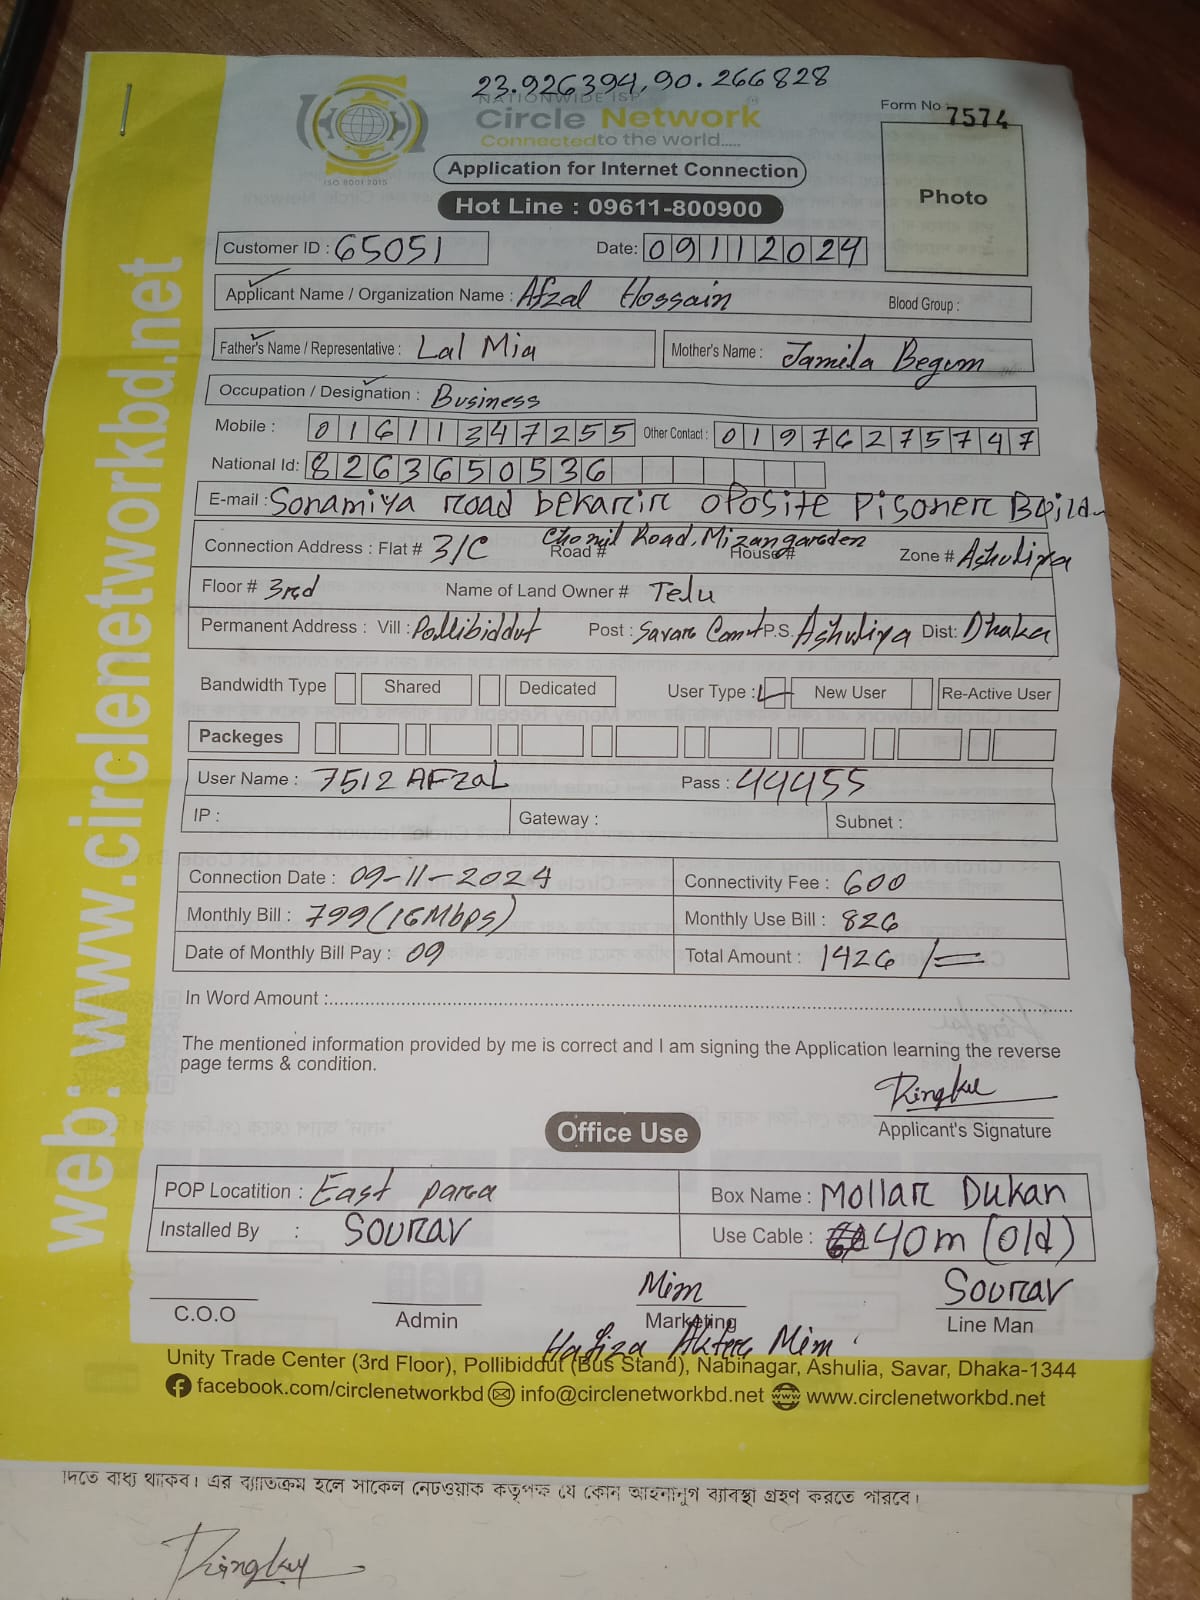 23.926394, 90.266828
NATIONWIDE ISP
Circle Network
Connected to the world.....
ISO 9001:2015
Form No : 7574
Photo
Application for Internet Connection
Hot Line : 09611-800900
Customer ID : 65051 Date: 09112024
Applicant Name / Organization Name : Afzal Hossain Blood Group :
Father's Name / Representative : Lal Mia Mother's Name : Jamila Begum
Occupation / Designation : Business
Mobile : 01611347255 Other Contact : 01976275747
National Id: 8263650536
E-mail : Sonamiya road bekarir oposite Pisoner Boild
Connection Address : Flat # 3/C Road # House # Road, Mizangarden Zone # Ashuliya
Floor # 3rd Name of Land Owner # Telu
Permanent Address : Vill : Pollibiddut Post : Savar Cant P.S. Ashuliya Dist: Dhaka
Bandwidth Type Shared Dedicated User Type : New User Re-Active User
Packeges
User Name : 7512 AFzaL Pass : 44455
IP : Gateway : Subnet :
Connection Date : 09-11-2024 Connectivity Fee : 600
Monthly Bill : 799 (16Mbps) Monthly Use Bill : 826
Date of Monthly Bill Pay : 09 Total Amount : 1426 /=
In Word Amount :
The mentioned information provided by me is correct and I am signing the Application learning the reverse
page terms & condition.
Ringku
Applicant's Signature
Office Use
POP Locatition : East para Box Name : Mollar Dukan
Installed By : Sourav Use Cable : 40m (old)
Mim Sourav
C.O.O Admin Marketing Line Man
Hafiza Akter Mim
Unity Trade Center (3rd Floor), Pollibiddut (Bus Stand), Nabinagar, Ashulia, Savar, Dhaka-1344
facebook.com/circlenetworkbd info@circlenetworkbd.net www.circlenetworkbd.net
web: www.circlenetworkbd.net
দিতে বাধ্য থাকিব। এর ব্যতিক্রম হলে সার্কেল নেটওয়ার্ক কতৃপক্ষ যে কোন আইনানুগ ব্যাবস্থা গ্রহণ করতে পারবে।
Ringku